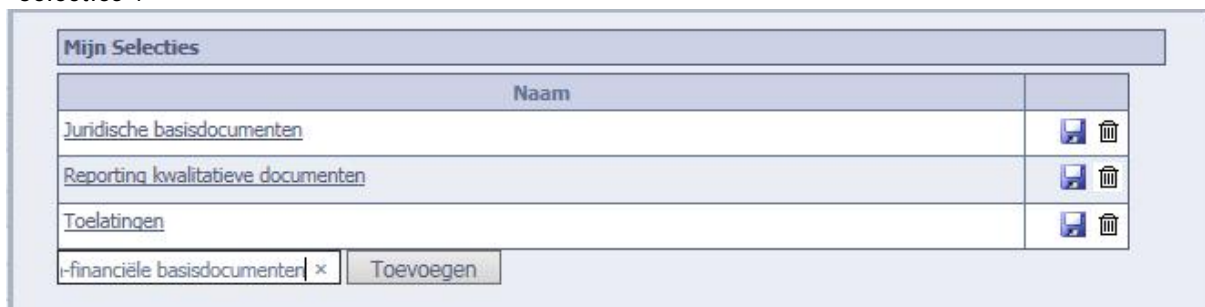 Mijn Selecties
Naam
Juridische basisdocumenten
Reporting kwalitatieve documenten
Toelatingen
-financiële basisdocumenten × Toevoegen